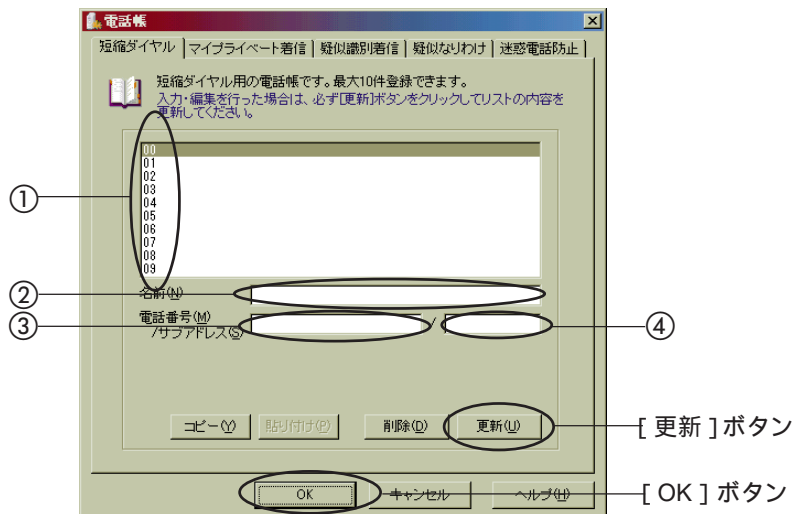 電話帳
短縮ダイヤル マイプライベート着信 疑似識別着信 疑似なりわけ 迷惑電話防止
短縮ダイヤル用の電話帳です。最大10件登録できます。
入力・編集を行った場合は、必ず[更新]ボタンをクリックしてリストの内容を
更新してください。
00
01
02
03
04
05
06
07
08
09
①
② 名前(N)
③ 電話番号(M)
/サブアドレス(S) / ④
コピー(Y) 貼り付け(P) 削除(D) 更新(U) [ 更新 ] ボタン
OK キャンセル ヘルプ(H) [ OK ] ボタン